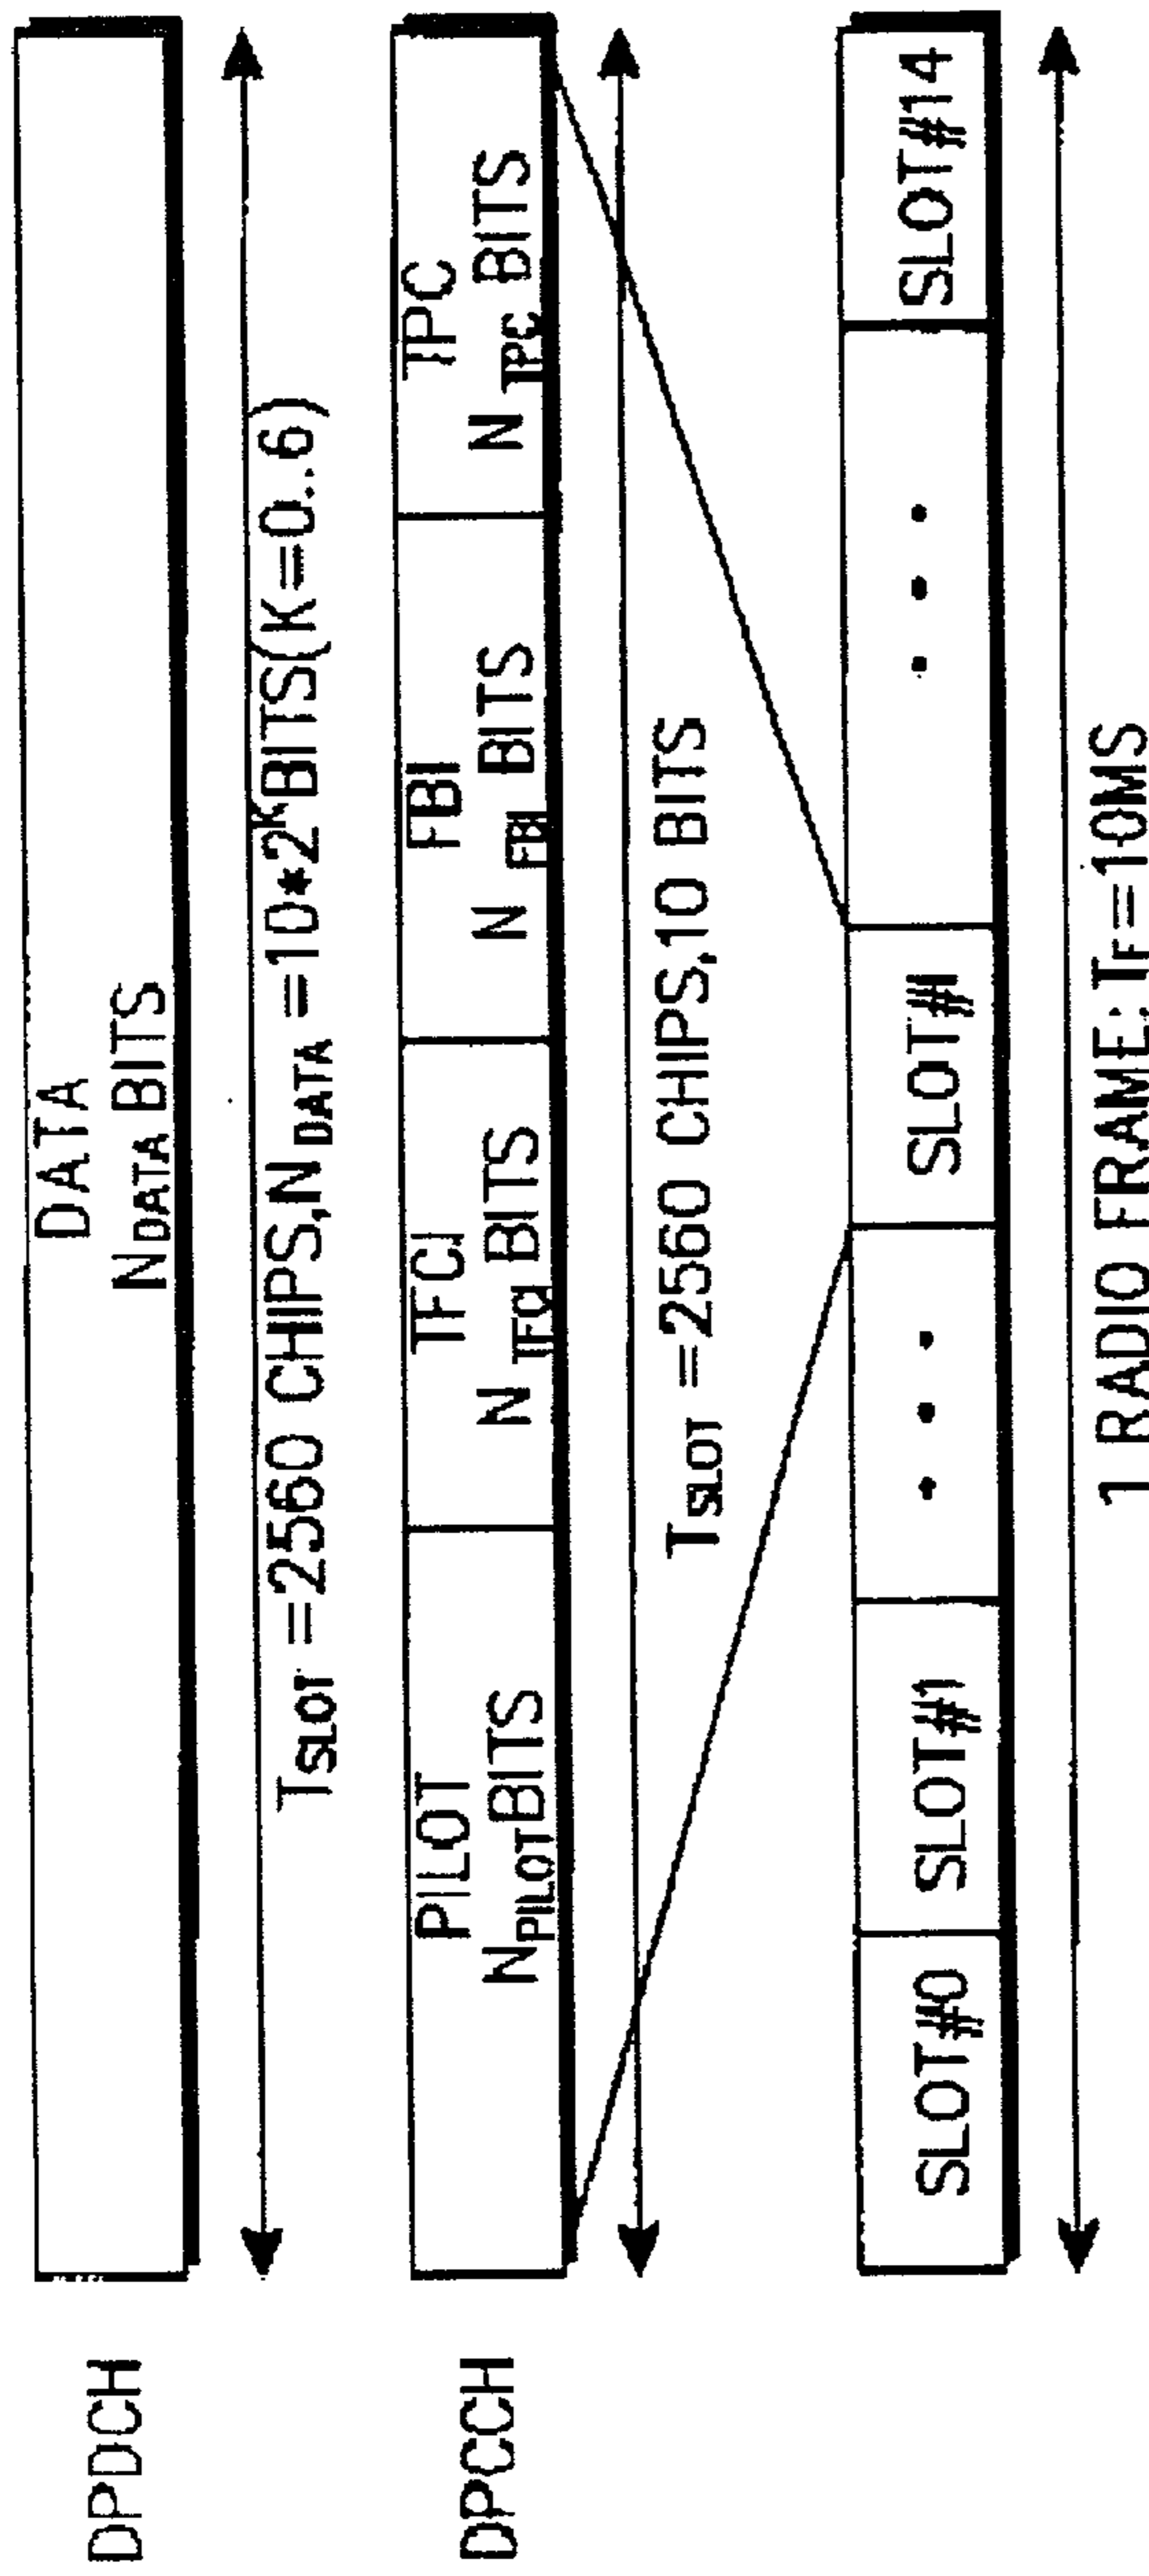 DPDCH
DATA
NDATA BITS
TSLOT =2560 CHIPS,NDATA =10*2^K BITS(K=0..6)
DPCCH
PILOT
NPILOT BITS
TFCI
N TFCI BITS
FBI
N FBI BITS
TPC
N TPC BITS
TSLOT =2560 CHIPS,10 BITS
SLOT#0
SLOT#1
• • •
SLOT#I
• • •
SLOT#14
1 RADIO FRAME: TF=10MS